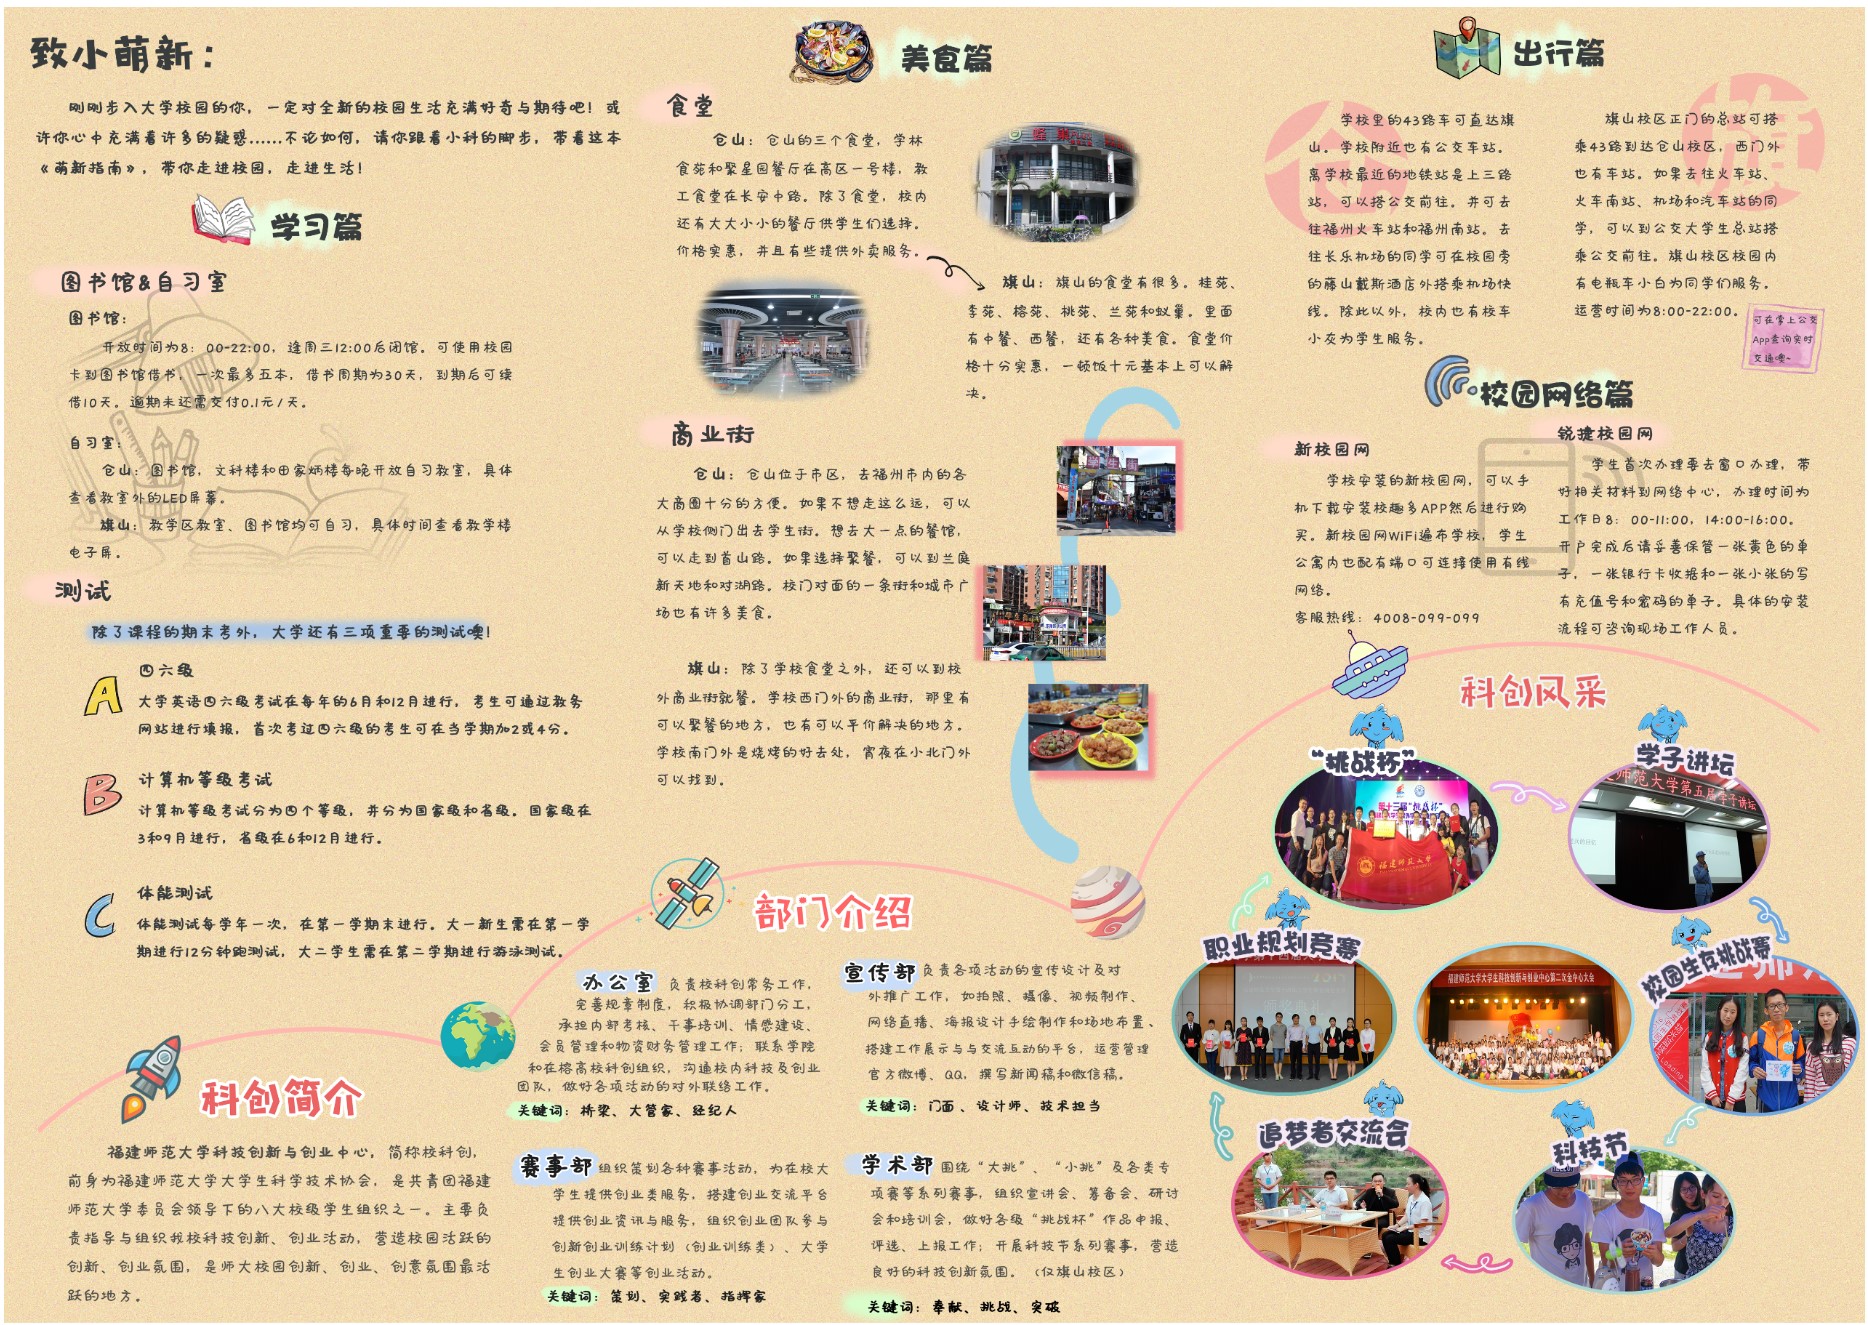 致小萌新：
刚刚步入大学校园的你，一定对全新的校园生活充满好奇与期待吧！或
许你心中充满着许多的疑惑……不论如何，请你跟着小科的脚步，带着这本
《萌新指南》，带你走进校园，走进生活！
学习篇
图书馆&自习室
图书馆：
开放时间为8：00-22:00，逢周三12:00后闭馆。可使用校园
卡到图书馆借书，一次最多五本，借书周期为30天，到期后可续
借10天。逾期未还需交付0.1元/天。
自习室：
仓山：图书馆，文科楼和田家炳楼每晚开放自习教室，具体
查看教室外的LED屏幕。
旗山：教学区教室、图书馆均可自习，具体时间查看教学楼
电子屏。
测试
除了课程的期末考外，大学还有三项重要的测试噢！
A
四六级
大学英语四六级考试在每年的6月和12月进行，考生可通过教务
网站进行填报，首次考过四六级的考生可在当学期加2或4分。
B
计算机等级考试
计算机等级考试分为四个等级，并分为国家级和省级。国家级在
3和9月进行，省级在6和12月进行。
C
体能测试
体能测试每学年一次，在第一学期末进行。大一新生需在第一学
期进行12分钟跑测试，大二学生需在第二学期进行游泳测试。
美食篇
食堂
仓山：仓山的三个食堂，学林
食苑和聚星园餐厅在高区一号楼，教
工食堂在长安中路。除了食堂，校内
还有大大小小的餐厅供学生们选择。
价格实惠，并且有些提供外卖服务。
旗山：旗山的食堂有很多。桂苑、
李苑、榕苑、桃苑、兰苑和蚁巢。里面
有中餐、西餐，还有各种美食。食堂价
格十分实惠，一顿饭十元基本上可以解
决。
商业街
仓山：仓山位于市区，去福州市内的各
大商圈十分的方便。如果不想走这么远，可以
从学校侧门出去学生街。想去大一点的餐馆，
可以走到首山路。如果选择聚餐，可以到兰庭
新天地和对湖路。校门对面的一条街和城市广
场也有许多美食。
学生街
旗山：除了学校食堂之外，还可以到校
外商业街就餐。学校西门外的商业街，那里有
可以聚餐的地方，也有可以平价解决的地方。
学校南门外是烧烤的好去处，宵夜在小北门外
可以找到。
出行篇
仓
学校里的43路车可直达旗
山。学校附近也有公交车站。
离学校最近的地铁站是上三路
站，可以搭公交前往。并可去
往福州火车站和福州南站。去
往长乐机场的同学可在校园旁
的藤山戴斯酒店外搭乘机场快
线。除此以外，校内也有校车
小灰为学生服务。
旗
旗山校区正门的总站可搭
乘43路到达仓山校区，西门外
也有车站。如果去往火车站、
火车南站、机场和汽车站的同
学，可以到公交大学生总站搭
乘公交前往。旗山校区校园内
有电瓶车小白为同学们服务。
运营时间为8:00-22:00。
可在掌上公交
App查询实时
交通噢~
校园网络篇
新校园网
学校安装的新校园网，可以手
机下载安装校趣多APP然后进行购
买。新校园网WiFi遍布学校，学生
公寓内也配有端口可连接使用有线
网络。
客服热线：4008-099-099
锐捷校园网
学生首次办理要去窗口办理，带
好相关材料到网络中心，办理时间为
工作日8：00-11:00，14:00-16:00。
开户完成后请妥善保管一张黄色的单
子，一张银行卡收据和一张小张的写
有充值号和密码的单子。具体的安装
流程可咨询现场工作人员。
科创简介
福建师范大学科技创新与创业中心，简称校科创，
前身为福建师范大学大学生科学技术协会，是共青团福建
师范大学委员会领导下的八大校级学生组织之一。主要负
责指导与组织我校科技创新、创业活动，营造校园活跃的
创新、创业氛围，是师大校园创新、创业、创意氛围最活
跃的地方。
部门介绍
办公室 负责校科创常务工作，
完善规章制度，积极协调部门分工，
承担内部考核、干事培训、情感建设、
会员管理和物资财务管理工作；联系学院
和在榕高校科创组织，沟通校内科技及创业
团队，做好各项活动的对外联络工作。
关键词：桥梁、大管家、经纪人
宣传部 负责各项活动的宣传设计及对
外推广工作，如拍照、摄像、视频制作、
网络直播、海报设计手绘制作和场地布置、
搭建工作展示与与交流互动的平台，运营管理
官方微博、QQ，撰写新闻稿和微信稿。
关键词：门面、设计师、技术担当
赛事部 组织策划各种赛事活动，为在校大
学生提供创业类服务，搭建创业交流平台
提供创业资讯与服务，组织创业团队参与
创新创业训练计划（创业训练类）、大学
生创业大赛等创业活动。
关键词：策划、实践者、指挥家
学术部 围绕“大挑”、“小挑”及各类专
项赛等系列赛事，组织宣讲会、筹备会、研讨
会和培训会，做好各级“挑战杯”作品申报、
评选、上报工作；开展科技节系列赛事，营造
良好的科技创新氛围。（仅旗山校区）
关键词：奉献、挑战、突破
科创风采
“挑战杯”
第十三届“挑战杯”
福建师范大学
学子讲坛
建师范大学第五届学子讲坛
职业规划竞赛
福建师范大学大学生科技创新与创业中心第二次全中心大会
校园生存挑战赛
追梦者交流会
科技节